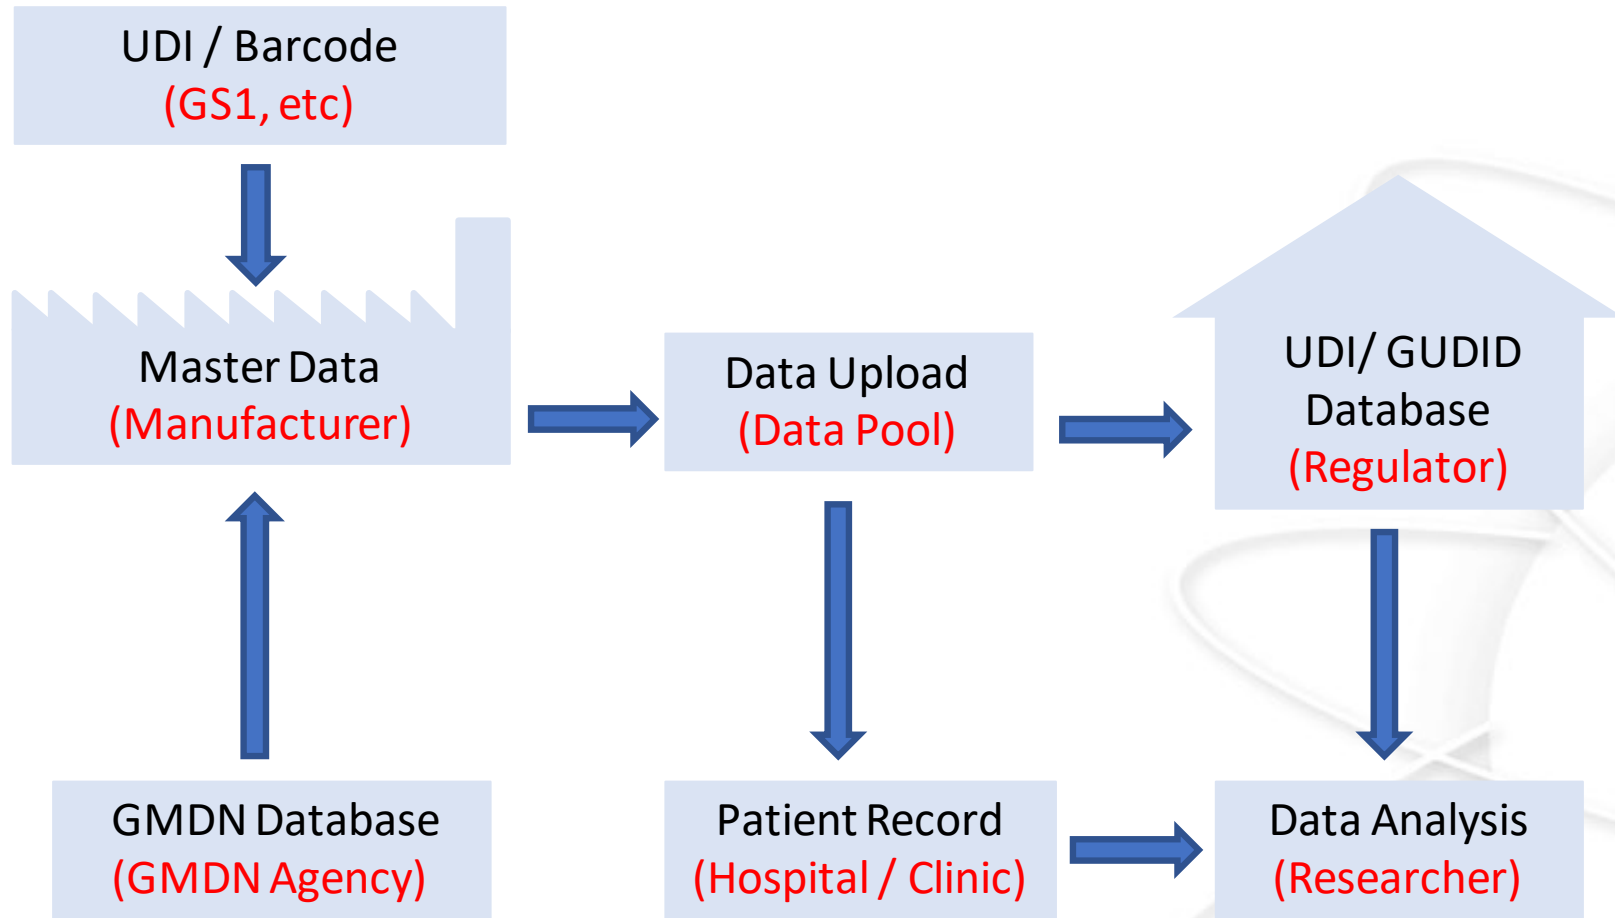 UDI / Barcode
(GS1, etc)
Master Data
(Manufacturer)
Data Upload
(Data Pool)
UDI/ GUDID
Database
(Regulator)
GMDN Database
(GMDN Agency)
Patient Record
(Hospital / Clinic)
Data Analysis
(Researcher)